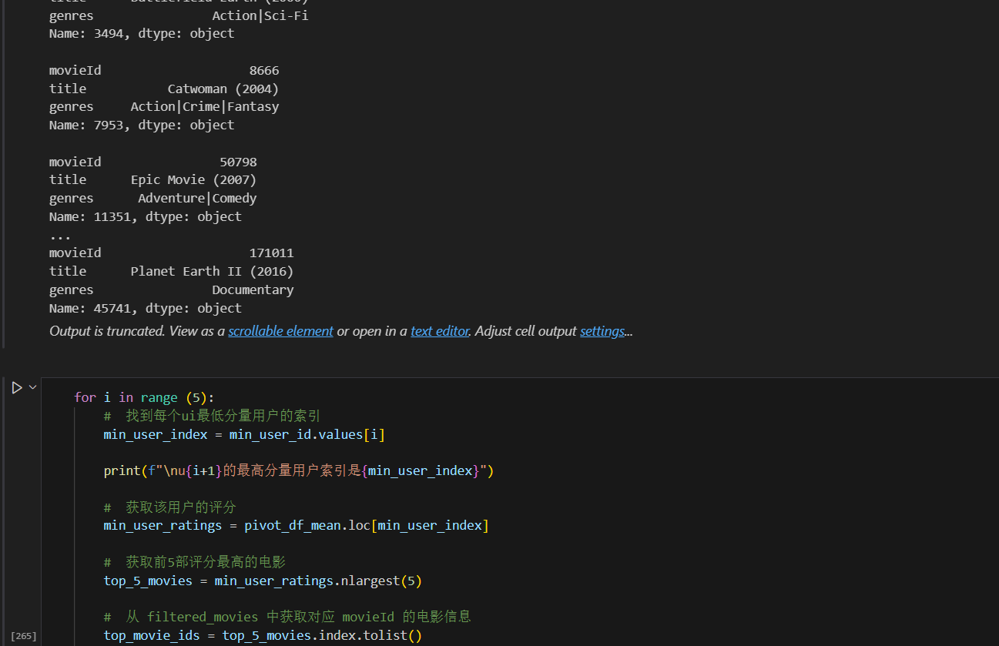 title      Battlefield Earth (2000)
genres                Action|Sci-Fi
Name: 3494, dtype: object
movieId                    8666
title           Catwoman (2004)
genres     Action|Crime|Fantasy
Name: 7953, dtype: object
movieId                50798
title      Epic Movie (2007)
genres      Adventure|Comedy
Name: 11351, dtype: object
...
movieId                    171011
title      Planet Earth II (2016)
genres                Documentary
Name: 45741, dtype: object
Output is truncated. View as a scrollable element or open in a text editor. Adjust cell output settings...
for i in range (5):
    #  找到每个ui最低分量用户的索引
    min_user_index = min_user_id.values[i]
    print(f"\nu{i+1}的最高分量用户索引是{min_user_index}")
    #  获取该用户的评分
    min_user_ratings = pivot_df_mean.loc[min_user_index]
    #  获取前5部评分最高的电影
    top_5_movies = min_user_ratings.nlargest(5)
    #  从 filtered_movies 中获取对应 movieId 的电影信息
    top_movie_ids = top_5_movies.index.tolist()
[265]